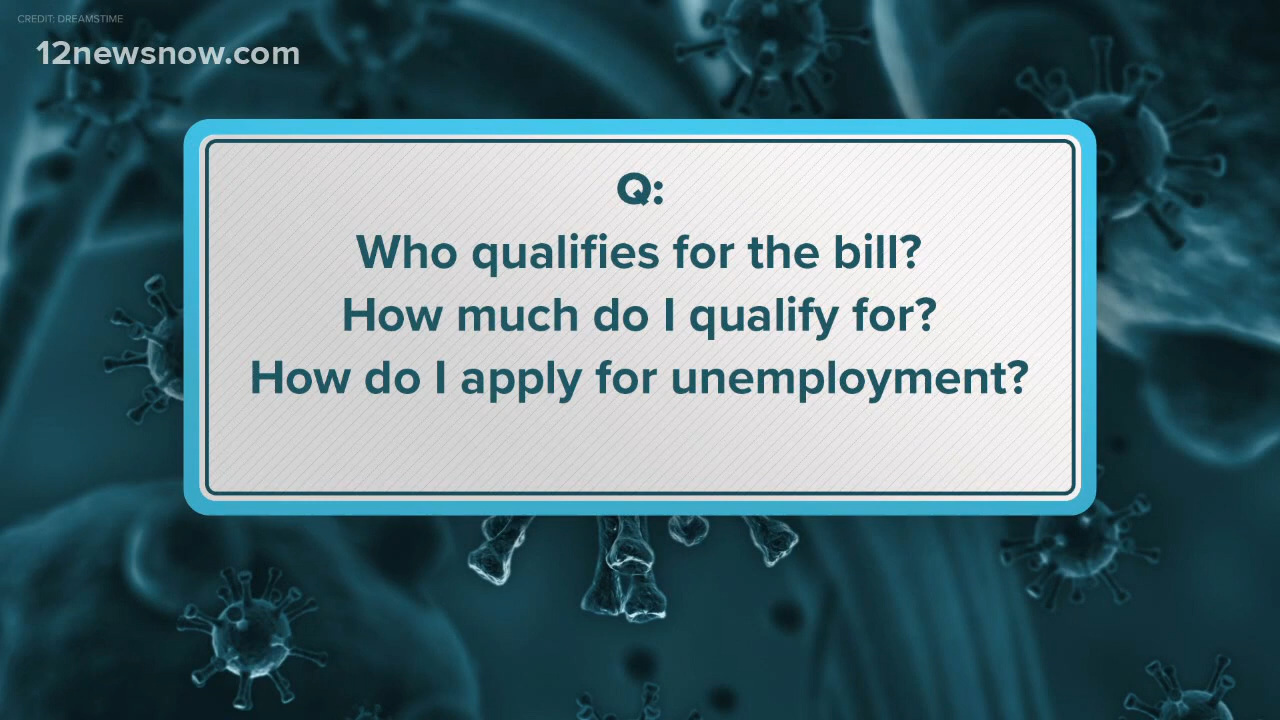 CREDIT: DREAMSTIME
12newsnow.com
Q:
Who qualifies for the bill?
How much do I qualify for?
How do I apply for unemployment?